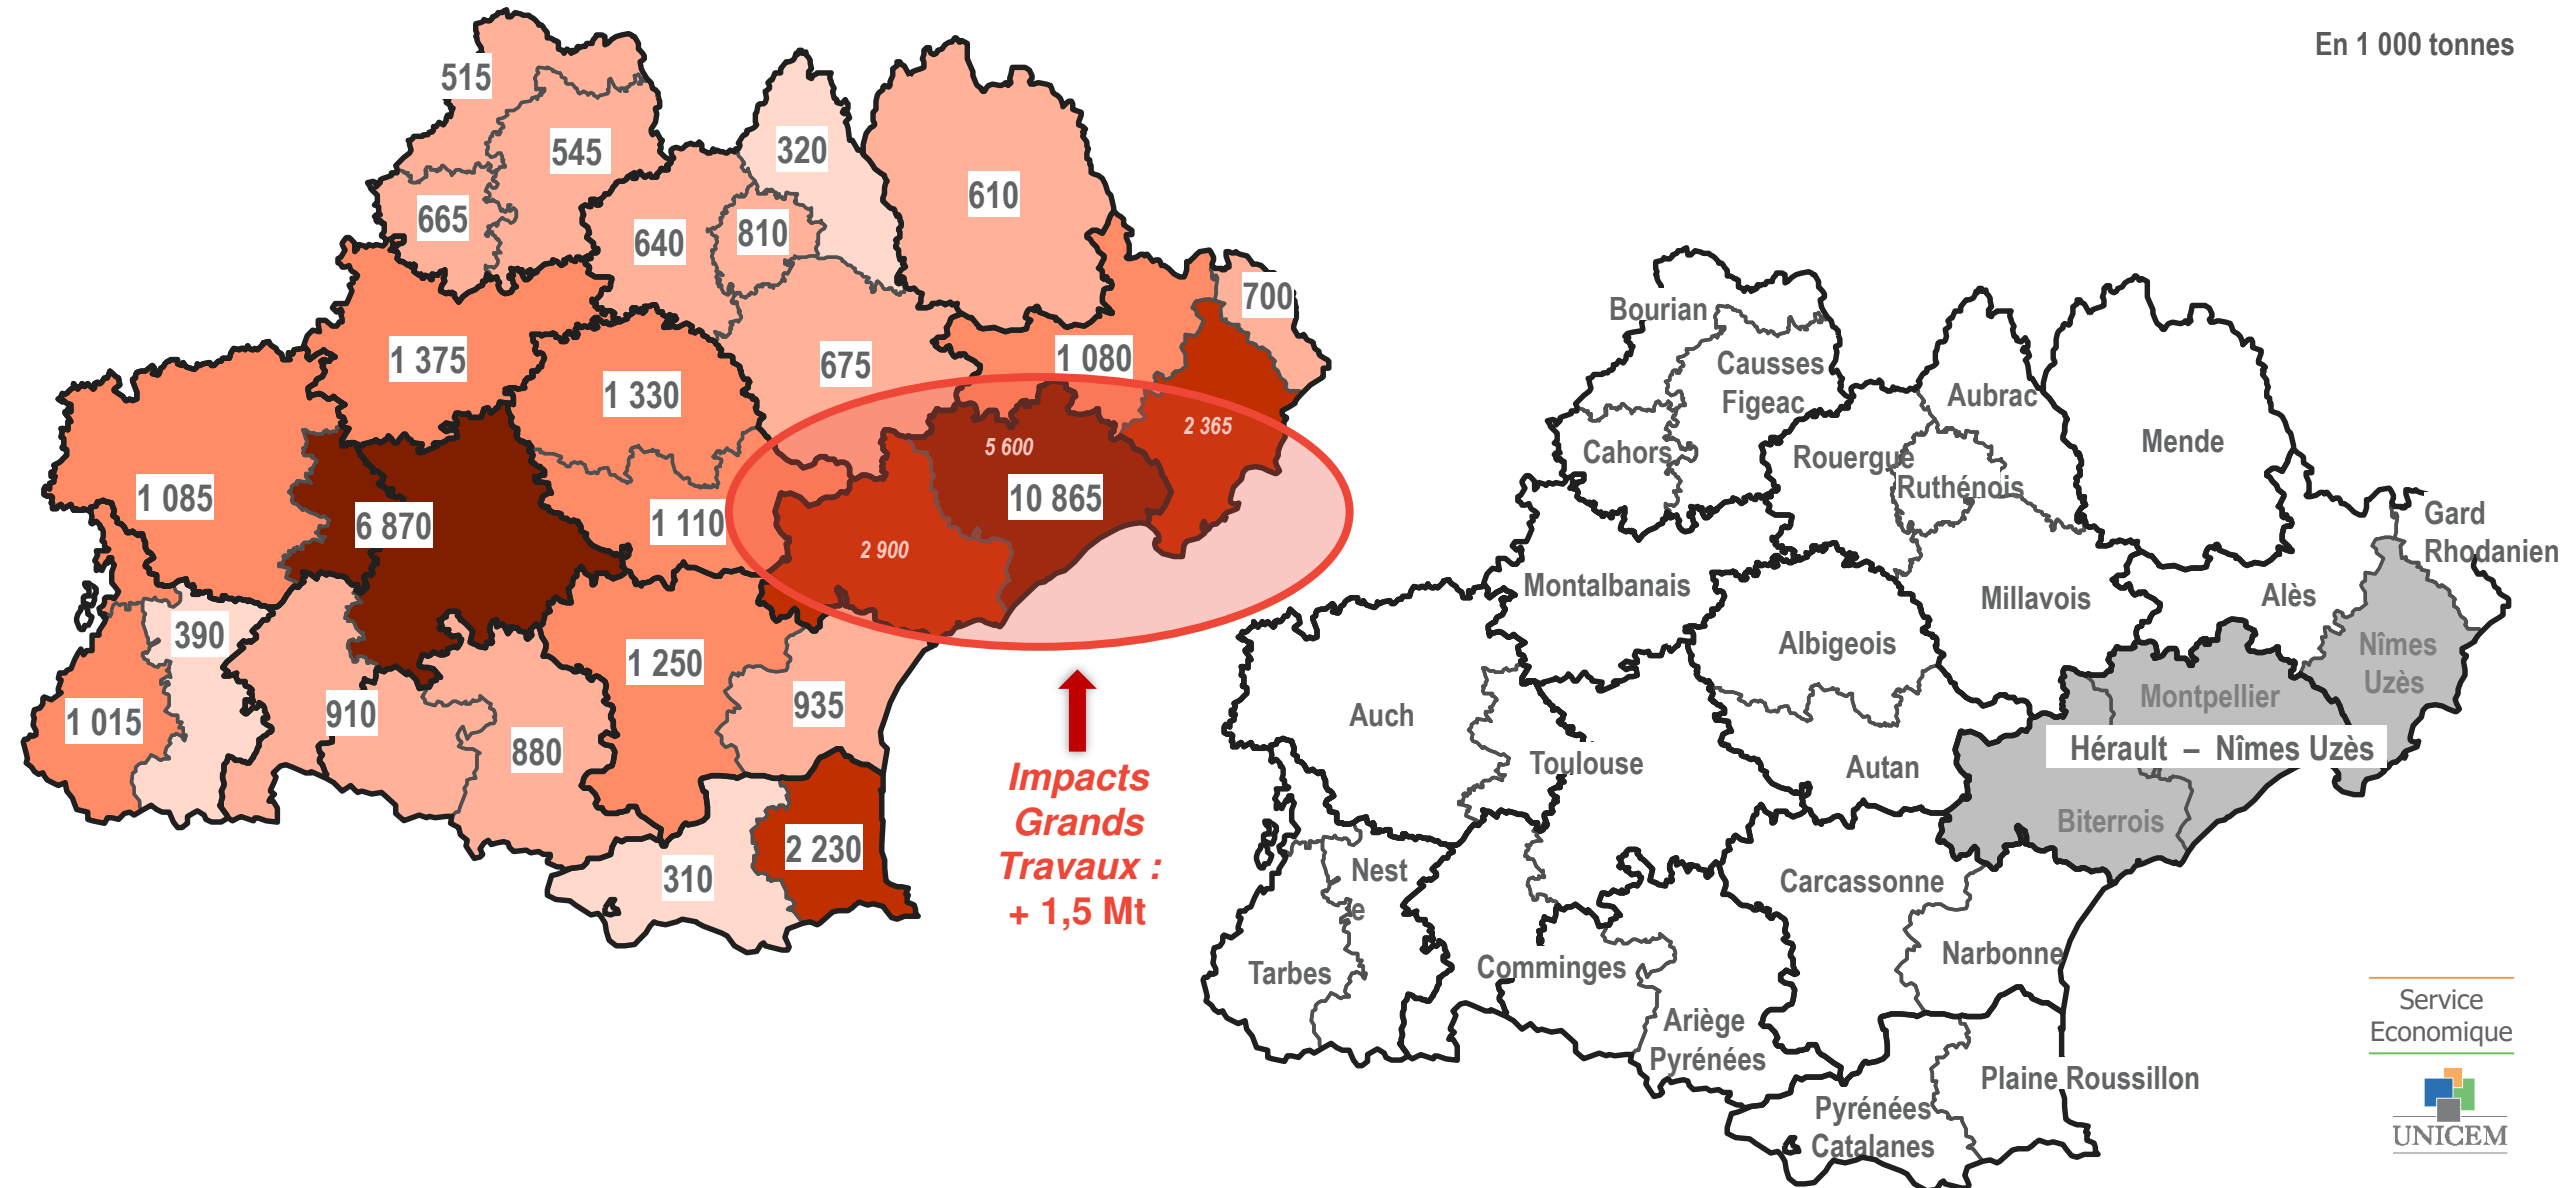 En 1 000 tonnes
515
545
320
665
640
810
610
700
1 375
1 330
675
1 080
2 365
5 600
1 085
6 870
1 110
10 865
2 900
390
1 250
1 015
910
880
935
310
2 230
Impacts
Grands
Travaux :
+ 1,5 Mt
Bourian
Causses
Figeac
Cahors
Aubrac
Rouergue
Ruthénois
Mende
Gard
Rhodanien
Montalbanais
Millavois
Alès
Albigeois
Nîmes
Uzès
Montpellier
Auch
Toulouse
Autan
Hérault – Nîmes Uzès
Biterrois
Nest
e
Carcassonne
Tarbes
Comminges
Narbonne
Ariège
Pyrénées
Plaine Roussillon
Pyrénées
Catalanes
Service
Economique
UNICEM